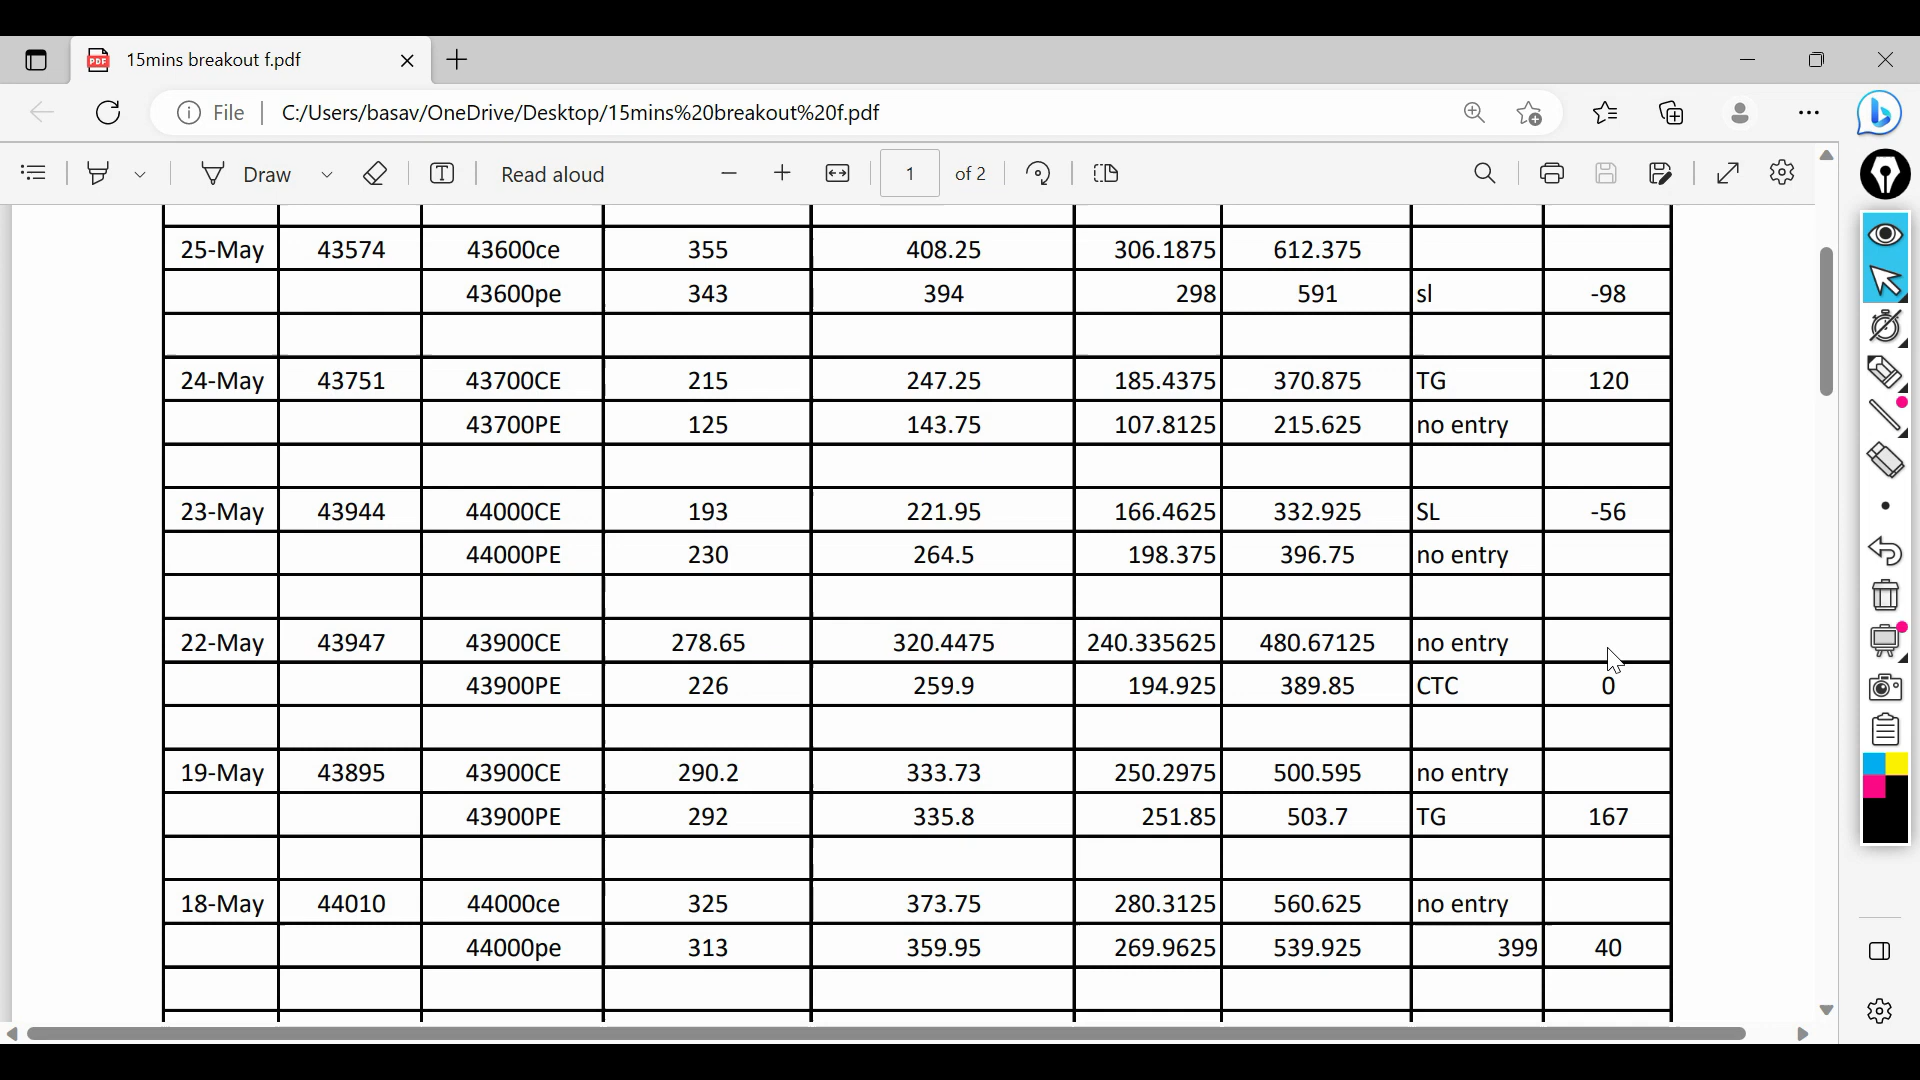 15mins breakout f.pdf
File C:/Users/basav/OneDrive/Desktop/15mins%20breakout%20f.pdf
Draw Read aloud 1 of 2
25-May 43574 43600ce 355 408.25 306.1875 612.375
43600pe 343 394 298 591 sl -98
24-May 43751 43700CE 215 247.25 185.4375 370.875 TG 120
43700PE 125 143.75 107.8125 215.625 no entry
23-May 43944 44000CE 193 221.95 166.4625 332.925 SL -56
44000PE 230 264.5 198.375 396.75 no entry
22-May 43947 43900CE 278.65 320.4475 240.335625 480.67125 no entry
43900PE 226 259.9 194.925 389.85 CTC 0
19-May 43895 43900CE 290.2 333.73 250.2975 500.595 no entry
43900PE 292 335.8 251.85 503.7 TG 167
18-May 44010 44000ce 325 373.75 280.3125 560.625 no entry
44000pe 313 359.95 269.9625 539.925 399 40